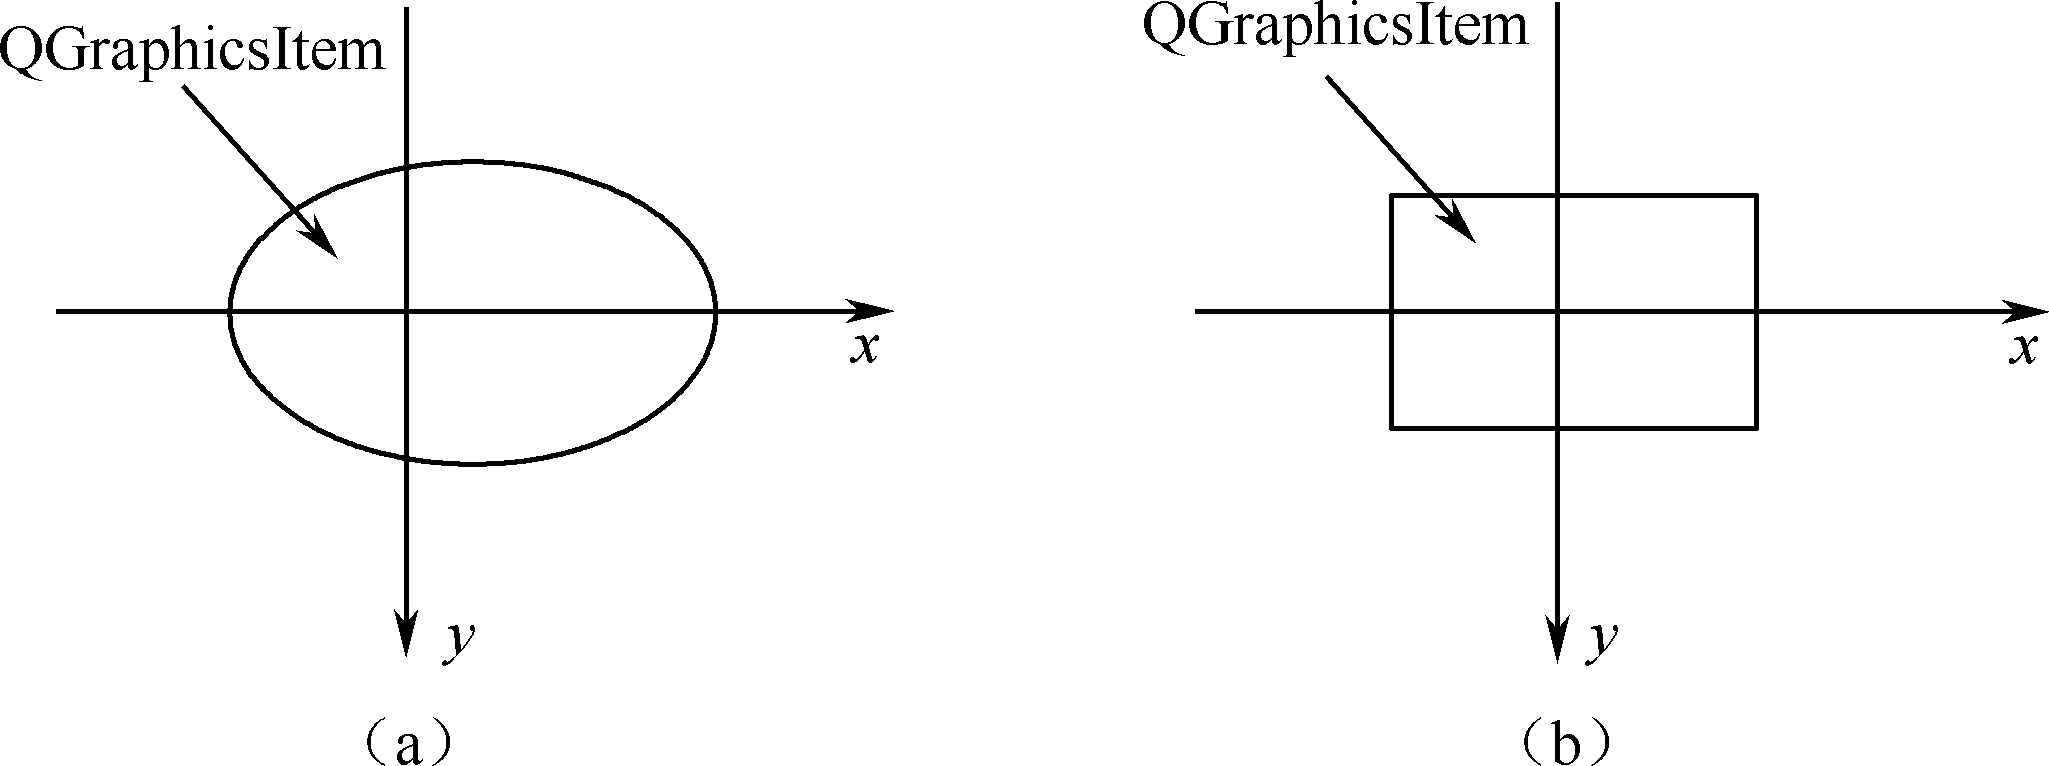 QGraphicsItem
x
y
（a）
QGraphicsItem
x
y
（b）